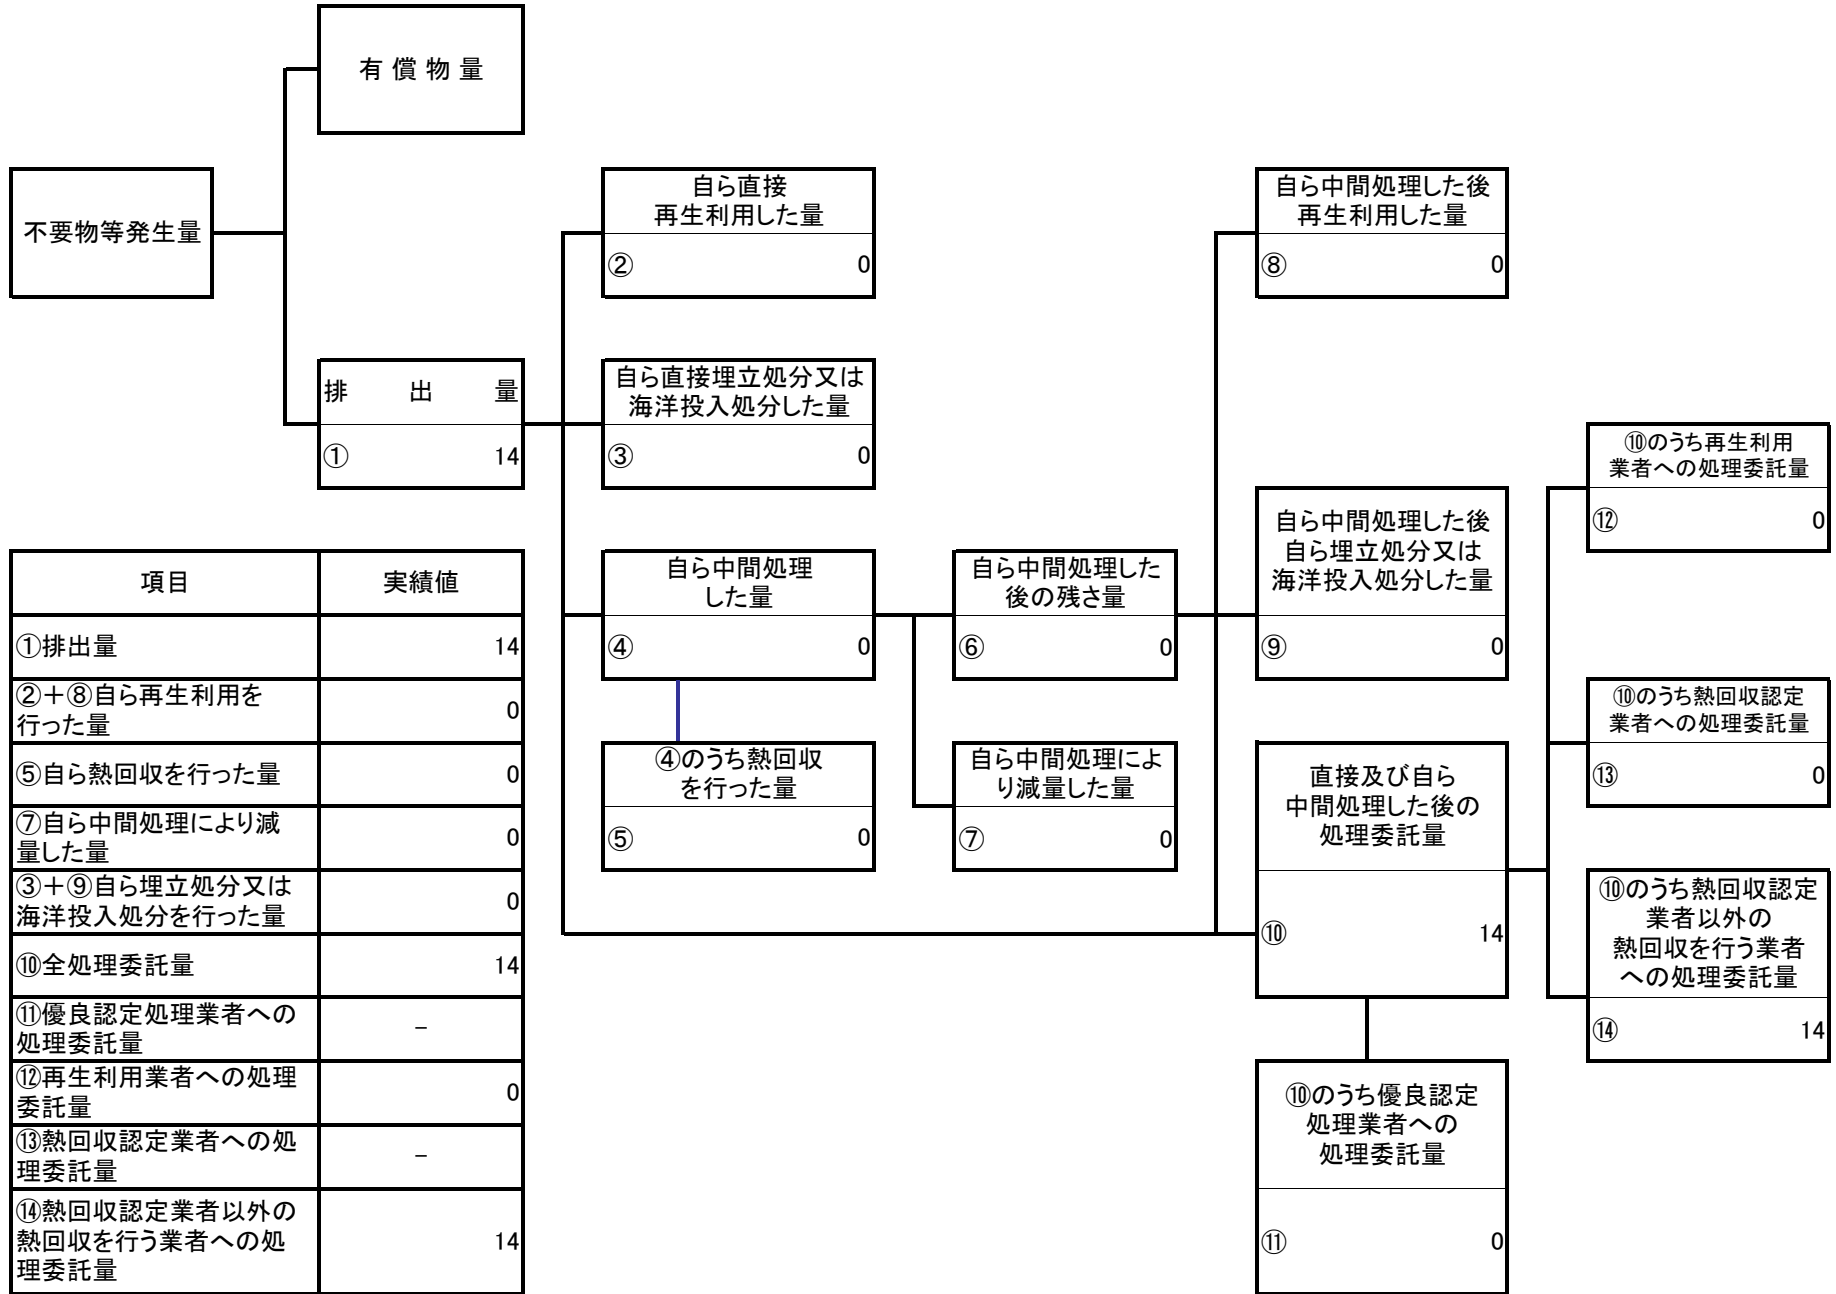 有 償 物 量
不要物等発生量
自ら直接
再生利用した量
② 0
自ら中間処理した後
再生利用した量
⑧ 0
排 出 量
① 14
自ら直接埋立処分又は
海洋投入処分した量
③ 0
⑩のうち再生利用
業者への処理委託量
⑫ 0
自ら中間処理した後
自ら埋立処分又は
海洋投入処分した量
⑨ 0
自ら中間処理
した量
④ 0
自ら中間処理した
後の残さ量
⑥ 0
⑩のうち熱回収認定
業者への処理委託量
⑬ 0
④のうち熱回収
を行った量
⑤ 0
自ら中間処理によ
り減量した量
⑦ 0
直接及び自ら
中間処理した後の
処理委託量
⑩ 14
⑩のうち熱回収認定
業者以外の
熱回収を行う業者
への処理委託量
⑭ 14
⑩のうち優良認定
処理業者への
処理委託量
⑪ 0
項目 実績値
①排出量 14
②＋⑧自ら再生利用を
行った量 0
⑤自ら熱回収を行った量 0
⑦自ら中間処理により減
量した量 0
③＋⑨自ら埋立処分又は
海洋投入処分を行った量 0
⑩全処理委託量 14
⑪優良認定処理業者への
処理委託量 －
⑫再生利用業者への処理
委託量 0
⑬熱回収認定業者への処
理委託量 －
⑭熱回収認定業者以外の
熱回収を行う業者への処
理委託量 14